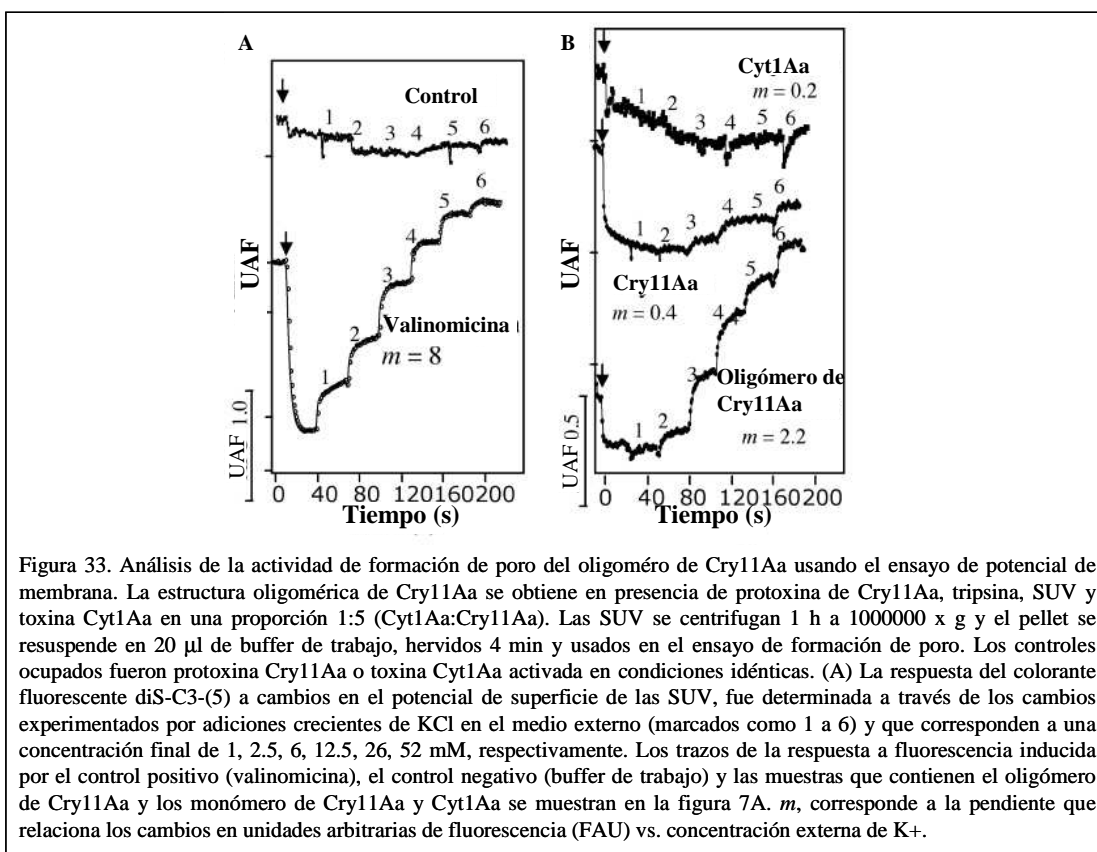 A
B
Control
1 2 3 4 5 6
Valinomicina
m = 8
1 2 3 4 5 6
UAF
UAF 1.0
0 40 80 120 160 200
Tiempo (s)
Cyt1Aa
m = 0.2
1 2 3 4 5 6
Cry11Aa
m = 0.4
1 2 3 4 5 6
Oligómero de
Cry11Aa
m = 2.2
1 2 3 4 5 6
UAF
UAF 0.5
0 40 80 120 160 200
Tiempo (s)
Figura 33. Análisis de la actividad de formación de poro del oligoméro de Cry11Aa usando el ensayo de potencial de
membrana. La estructura oligomérica de Cry11Aa se obtiene en presencia de protoxina de Cry11Aa, tripsina, SUV y
toxina Cyt1Aa en una proporción 1:5 (Cyt1Aa:Cry11Aa). Las SUV se centrifugan 1 h a 1000000 x g y el pellet se
resuspende en 20 μl de buffer de trabajo, hervidos 4 min y usados en el ensayo de formación de poro. Los controles
ocupados fueron protoxina Cry11Aa o toxina Cyt1Aa activada en condiciones idénticas. (A) La respuesta del colorante
fluorescente diS-C3-(5) a cambios en el potencial de superficie de las SUV, fue determinada a través de los cambios
experimentados por adiciones crecientes de KCl en el medio externo (marcados como 1 a 6) y que corresponden a una
concentración final de 1, 2.5, 6, 12.5, 26, 52 mM, respectivamente. Los trazos de la respuesta a fluorescencia inducida
por el control positivo (valinomicina), el control negativo (buffer de trabajo) y las muestras que contienen el oligómero
de Cry11Aa y los monómero de Cry11Aa y Cyt1Aa se muestran en la figura 7A. m, corresponde a la pendiente que
relaciona los cambios en unidades arbitrarias de fluorescencia (FAU) vs. concentración externa de K+.